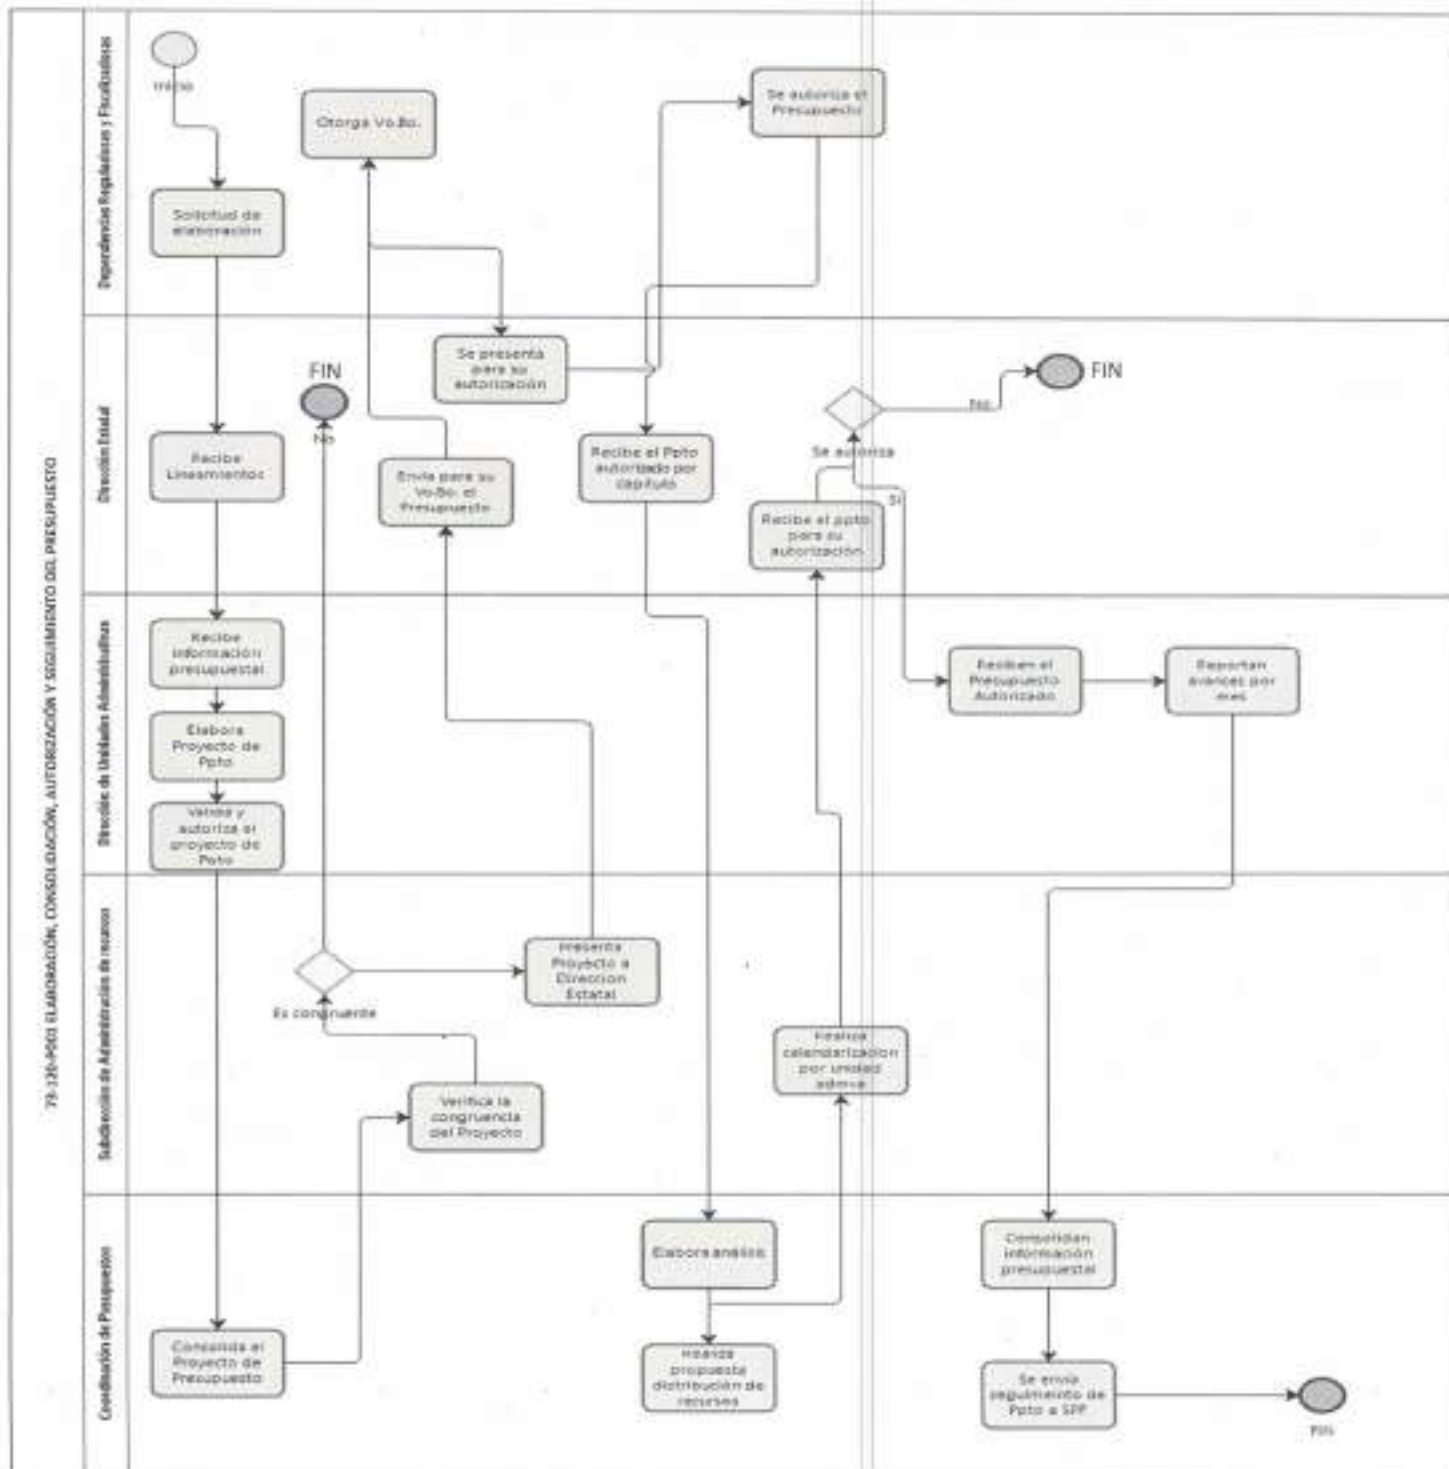 73-120-P001 ELABORACIÓN, CONSOLIDACIÓN, AUTORIZACIÓN Y SEGUIMIENTO DEL PRESUPUESTO
Dependencias Reguladoras y Fiscalizadoras
Inicio
Solicitud de
elaboración
Otorga Vo.Bo.
Se autoriza el
Presupuesto
Dirección Estatal
Recibe
Lineamientos
FIN
No
Envía para su
Vo.Bo. el
Presupuesto
Se presenta
para su
autorización
Recibe el Ppto
autorizado por
capítulo
Recibe el ppto
para su
autorización
Se autoriza
No
Si
FIN
Dirección de Unidades Administrativas
Recibe
información
presupuestal
Elabora
Proyecto de
Ppto
Valida y
autoriza el
proyecto de
Ppto
Reciben el
Presupuesto
Autorizado
Reportan
avances por
mes
Subdirección de Administración de recursos
Es congruente
Verifica la
congruencia
del Proyecto
Presenta
Proyecto a
Direccion
Estatal
Realiza
calendarizacion
por unidad
admva
Coordinación de Presupuestos
Consolida el
Proyecto de
Presupuesto
Elabora análisis
Realiza
propuesta
distribución de
recursos
Consolidan
información
presupuestal
Se envía
seguimiento de
Ppto a SPF
FIN